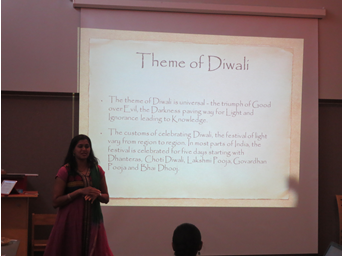 Theme of Diwali
The theme of Diwali is universal - the triumph of Good
over Evil, the Darkness paving way for Light and
Ignorance leading to Knowledge
The customs of celebrating Diwali, the festival of light
vary from region to region. In most parts of India, the
festival is celebrated for five days starting with
Dhanteras, Choti Diwali, Lakshmi Pooja, Govardhan
Pooja and Bhai Dhooj